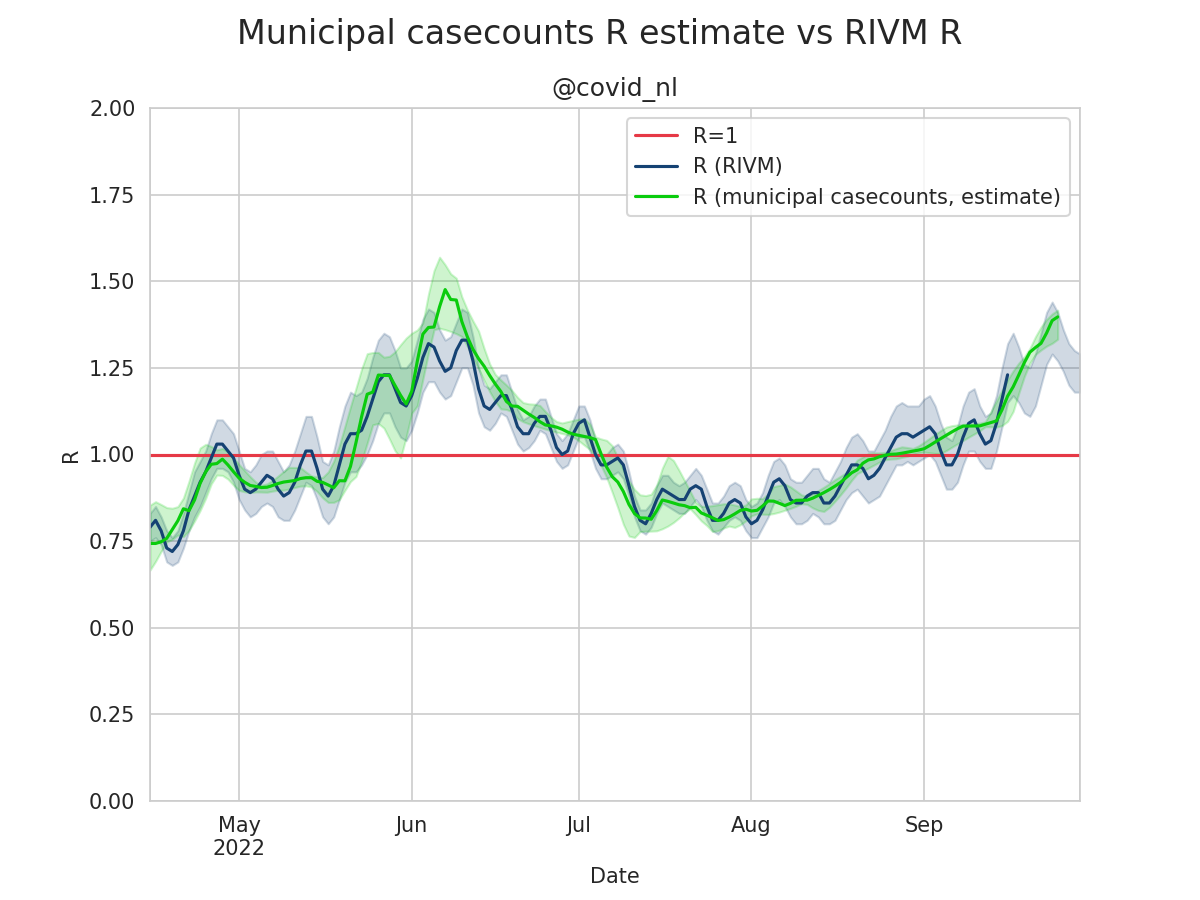 Municipal casecounts R estimate vs RIVM R
@covid_nl
R=1
R (RIVM)
R (municipal casecounts, estimate)
2.00
1.75
1.50
1.25
1.00
0.75
0.50
0.25
0.00
R
May
2022
Jun
Jul
Aug
Sep
Date